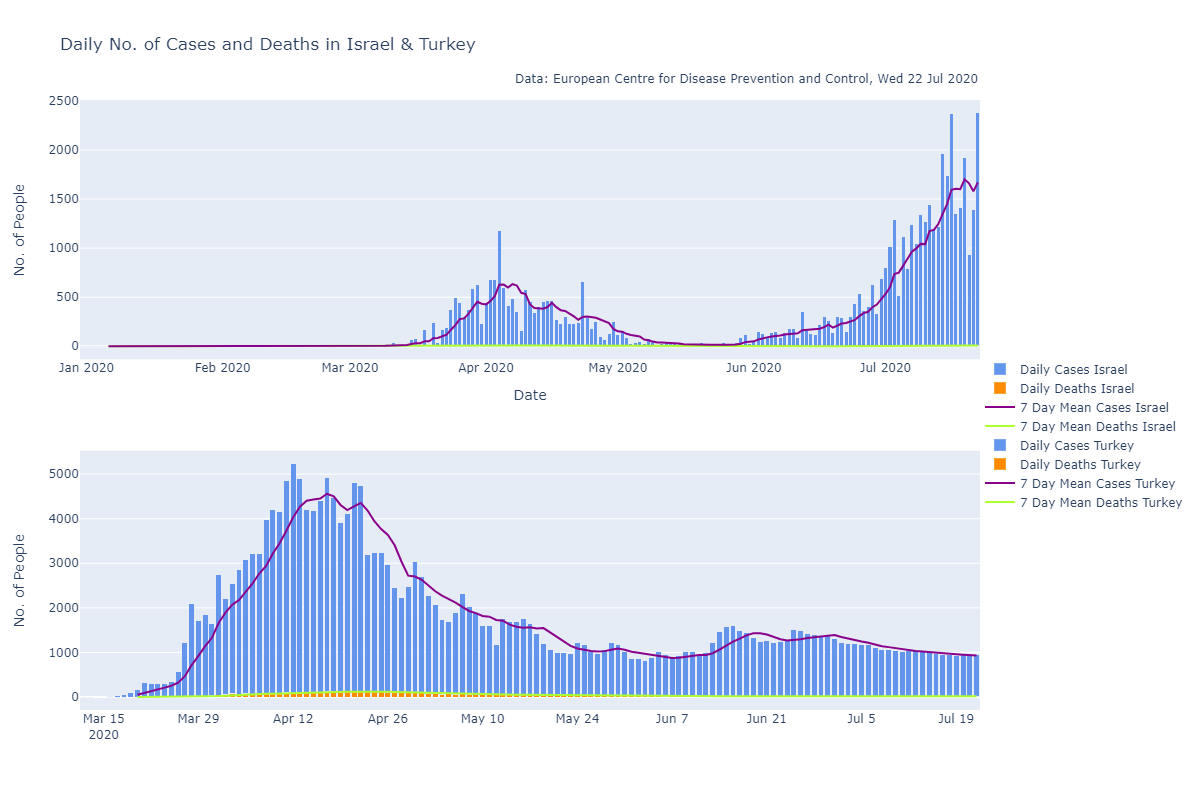 Daily No. of Cases and Deaths in Israel & Turkey
Data: European Centre for Disease Prevention and Control, Wed 22 Jul 2020
No. of People
2500
2000
1500
1000
500
0
Jan 2020 Feb 2020 Mar 2020 Apr 2020 May 2020 Jun 2020 Jul 2020
Date
Daily Cases Israel
Daily Deaths Israel
7 Day Mean Cases Israel
7 Day Mean Deaths Israel
Daily Cases Turkey
Daily Deaths Turkey
7 Day Mean Cases Turkey
7 Day Mean Deaths Turkey
No. of People
5000
4000
3000
2000
1000
0
Mar 15 Mar 29 Apr 12 Apr 26 May 10 May 24 Jun 7 Jun 21 Jul 5 Jul 19
2020